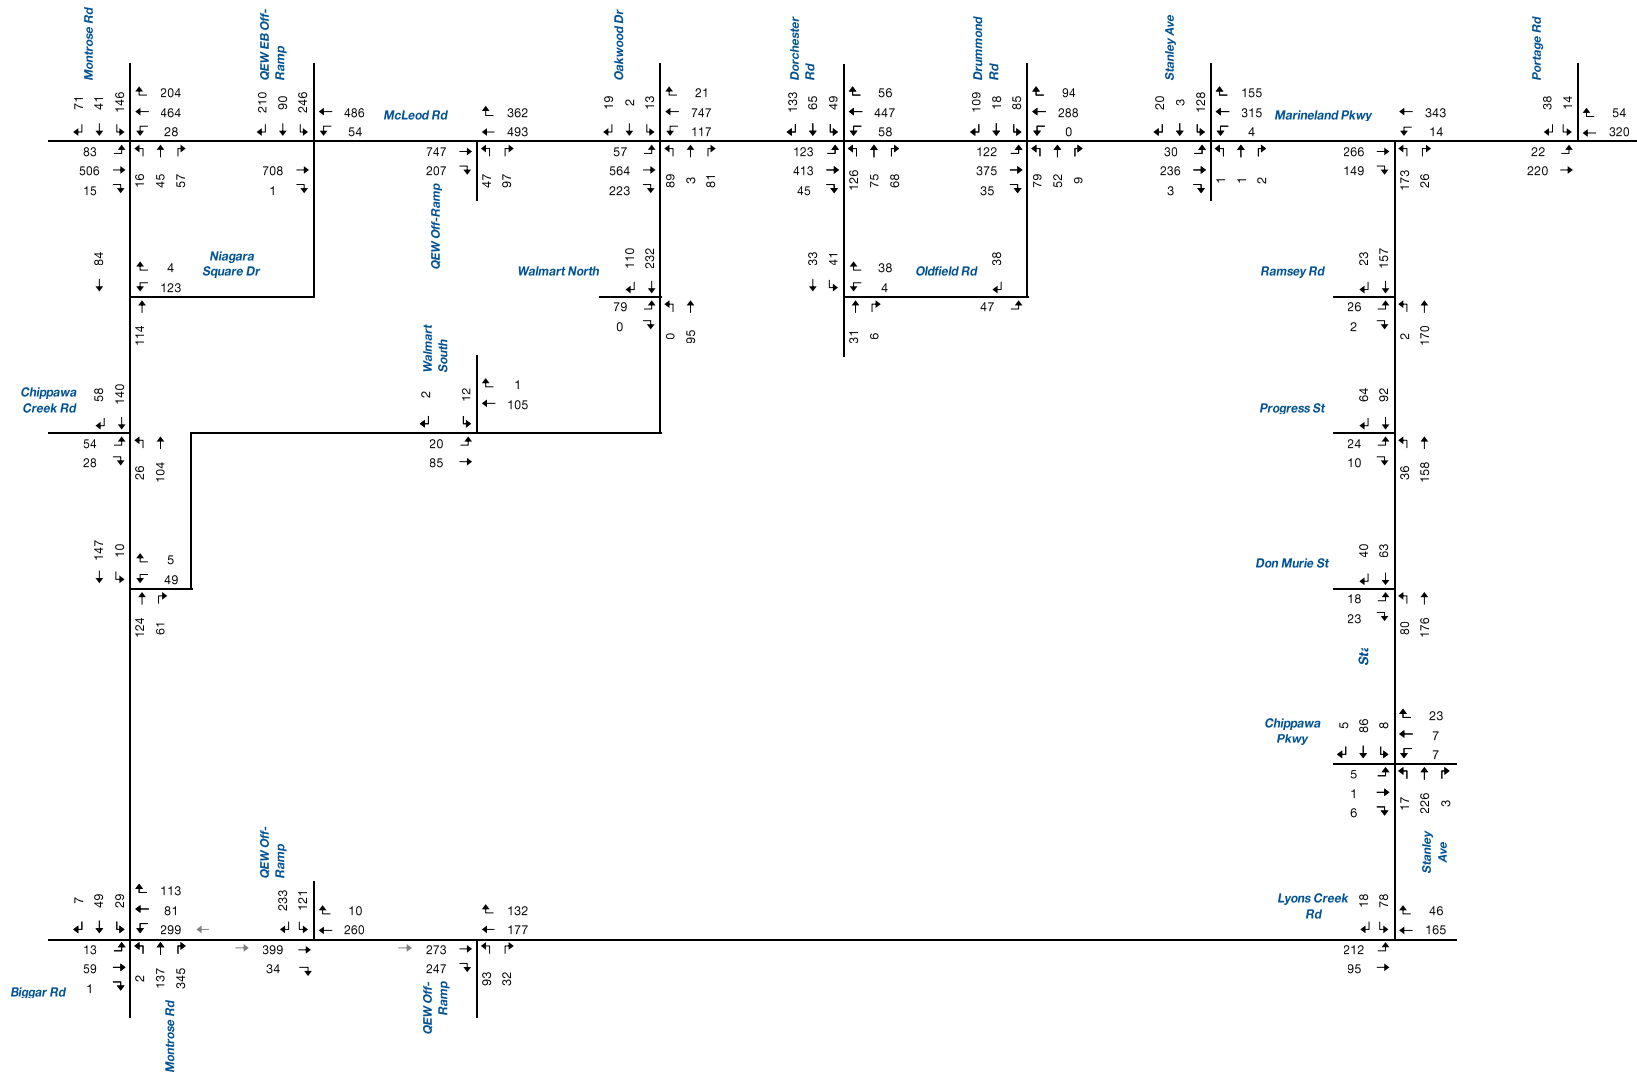 Montrose Rd
QEW EB Off-
Ramp
Oakwood Dr
Dorchester
Rd
Drummond
Rd
Stanley Ave
Portage Rd
71 41 146
204
464
28
210 90 246
486
54
McLeod Rd
362
493
19 2 13
21
747
117
133 65 49
56
447
58
109 18 85
94
288
0
20 3 128
155
315
4
Marineland Pkwy
343
14
38 14
54
320
83
506
15
16 45 57
708
1
747
207
47 97
57
564
223
89 3 81
123
413
45
126 75 68
122
375
35
79 52 9
30
236
3
1 1 2
266
149
173 26
22
220
QEW Off-Ramp
84
4
123
Niagara
Square Dr
114
Walmart North
110 232
79
0
0 95
33 41
38
4
Oldfield Rd
38
47
31 6
Ramsey Rd
23 157
26
2
2 170
Chippawa
Creek Rd
58 140
54
28
26 104
Walmart
South
2 12
1
105
20
85
Progress St
64 92
24
10
36 158
147 10
5
49
124 61
Don Murie St
40 63
18
23
80 176
Sta
Chippawa
Pkwy
5 86 8
23
7
7
5
1
6
17 226 3
Stanley
Ave
7 49 29
113
81
299
QEW Off-
Ramp
233 121
10
260
132
177
Lyons Creek
Rd
18 78
46
165
13
59
1
2 137 345
399
34
273
247
93 32
212
95
Biggar Rd
Montrose Rd
QEW Off-
Ramp